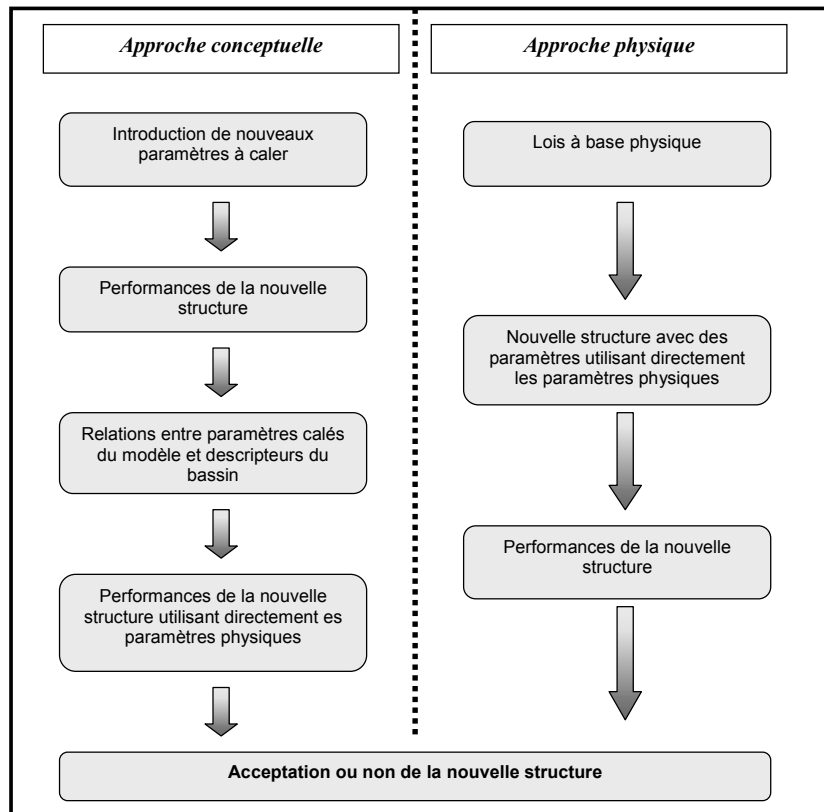 Approche conceptuelle
Introduction de nouveaux
paramètres à caler
Performances de la nouvelle
structure
Relations entre paramètres calés
du modèle et descripteurs du
bassin
Performances de la nouvelle
structure utilisant directement es
paramètres physiques
Approche physique
Lois à base physique
Nouvelle structure avec des
paramètres utilisant directement
les paramètres physiques
Performances de la nouvelle
structure
Acceptation ou non de la nouvelle structure